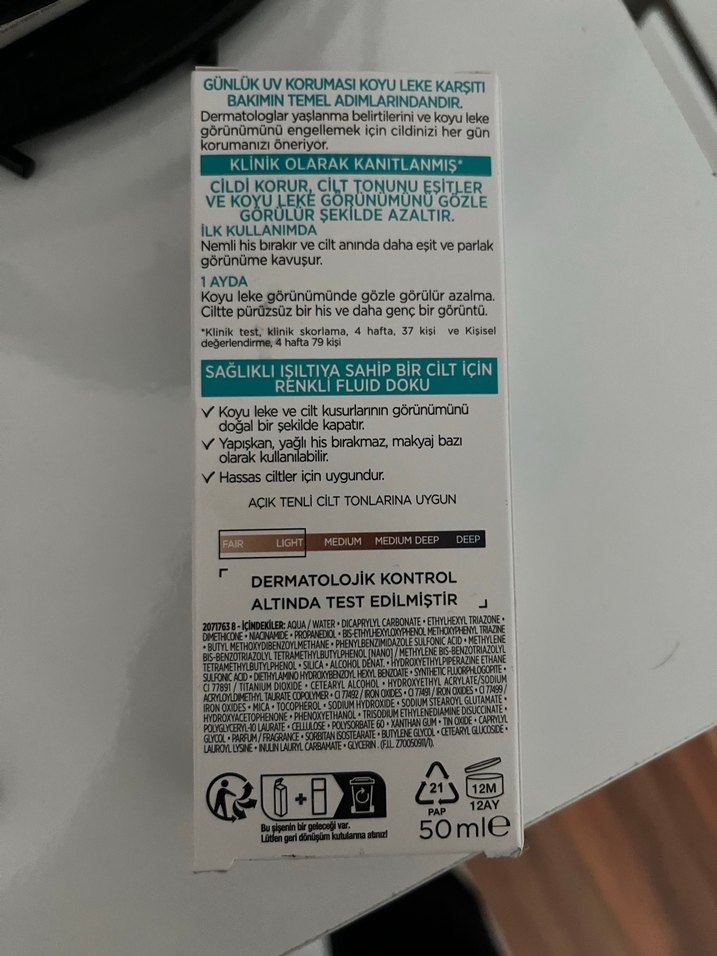 GÜNLÜK UV KORUMASI KOYU LEKE KARŞITI
BAKIMIN TEMEL ADIMLARINDANDIR.
Dermatologlar yaşlanma belirtilerini ve koyu leke
görünümünü engellemek için cildinizi her gün
korumanızı öneriyor.
KLİNİK OLARAK KANITLANMIŞ*
CİLDİ KORUR, CİLT TONUNU EŞİTLER
VE KOYU LEKE GÖRÜNÜMÜNÜ GÖZLE
GÖRÜLÜR ŞEKİLDE AZALTIR.
İLK KULLANIMDA
Nemli his bırakır ve cilt anında daha eşit ve parlak
görünüme kavuşur.
1 AYDA
Koyu leke görünümünde gözle görülür azalma.
Ciltte pürüzsüz bir his ve daha genç bir görüntü.
*Klinik test, klinik skorlama, 4 hafta, 37 kişi ve Kişisel
değerlendirme, 4 hafta 79 kişi
SAĞLIKLI IŞILTIYA SAHİP BİR CİLT İÇİN
RENKLİ FLUID DOKU
✓ Koyu leke ve cilt kusurlarının görünümünü
doğal bir şekilde kapatır.
✓ Yapışkan, yağlı his bırakmaz, makyaj bazı
olarak kullanılabilir.
✓ Hassas ciltler için uygundur.
AÇIK TENLİ CİLT TONLARINA UYGUN
FAIR LIGHT MEDIUM MEDIUM DEEP DEEP
DERMATOLOJİK KONTROL
ALTINDA TEST EDİLMİŞTİR
2071763 B - İÇİNDEKİLER: AQUA / WATER • DICAPRYLYL CARBONATE • ETHYLHEXYL TRIAZONE •
DIMETHICONE • NIACINAMIDE • PROPANEDIOL • BIS-ETHYLHEXYLOXYPHENOL METHOXYPHENYL TRIAZINE
• BUTYL METHOXYDIBENZOYLMETHANE • PHENYLBENZIMIDAZOLE SULFONIC ACID • METHYLENE
BIS-BENZOTRIAZOLYL TETRAMETHYLBUTYLPHENOL [NANO] / METHYLENE BIS-BENZOTRIAZOLYL
TETRAMETHYLBUTYLPHENOL • SILICA • ALCOHOL DENAT. • HYDROXYETHYLPIPERAZINE ETHANE
SULFONIC ACID • DIETHYLAMINO HYDROXYBENZOYL HEXYL BENZOATE • SYNTHETIC FLUORPHLOGOPITE •
CI 77891 / TITANIUM DIOXIDE • CETEARYL ALCOHOL • HYDROXYETHYL ACRYLATE/SODIUM
ACRYLOYLDIMETHYL TAURATE COPOLYMER • CI 77492 / IRON OXIDES • CI 77491 / IRON OXIDES • CI 77499 /
IRON OXIDES • MICA • TOCOPHEROL • SODIUM HYDROXIDE • SODIUM STEAROYL GLUTAMATE •
HYDROXYACETOPHENONE • PHENOXYETHANOL • TRISODIUM ETHYLENEDIAMINE DISUCCINATE •
POLYGLYCERYL-10 LAURATE • CELLULOSE • POLYSORBATE 60 • XANTHAN GUM • TIN OXIDE • CAPRYLYL
GLYCOL • PARFUM / FRAGRANCE • SORBITAN ISOSTEARATE • BUTYLENE GLYCOL • CETEARYL GLUCOSIDE •
LAUROYL LYSINE • INULIN LAURYL CARBAMATE • GLYCERIN . (F.I.L. Z70050911/1).
Bu şişenin bir geleceği var.
Lütfen geri dönüşüm kutularına atınız!
21
PAP
12M
12AY
50 ml e